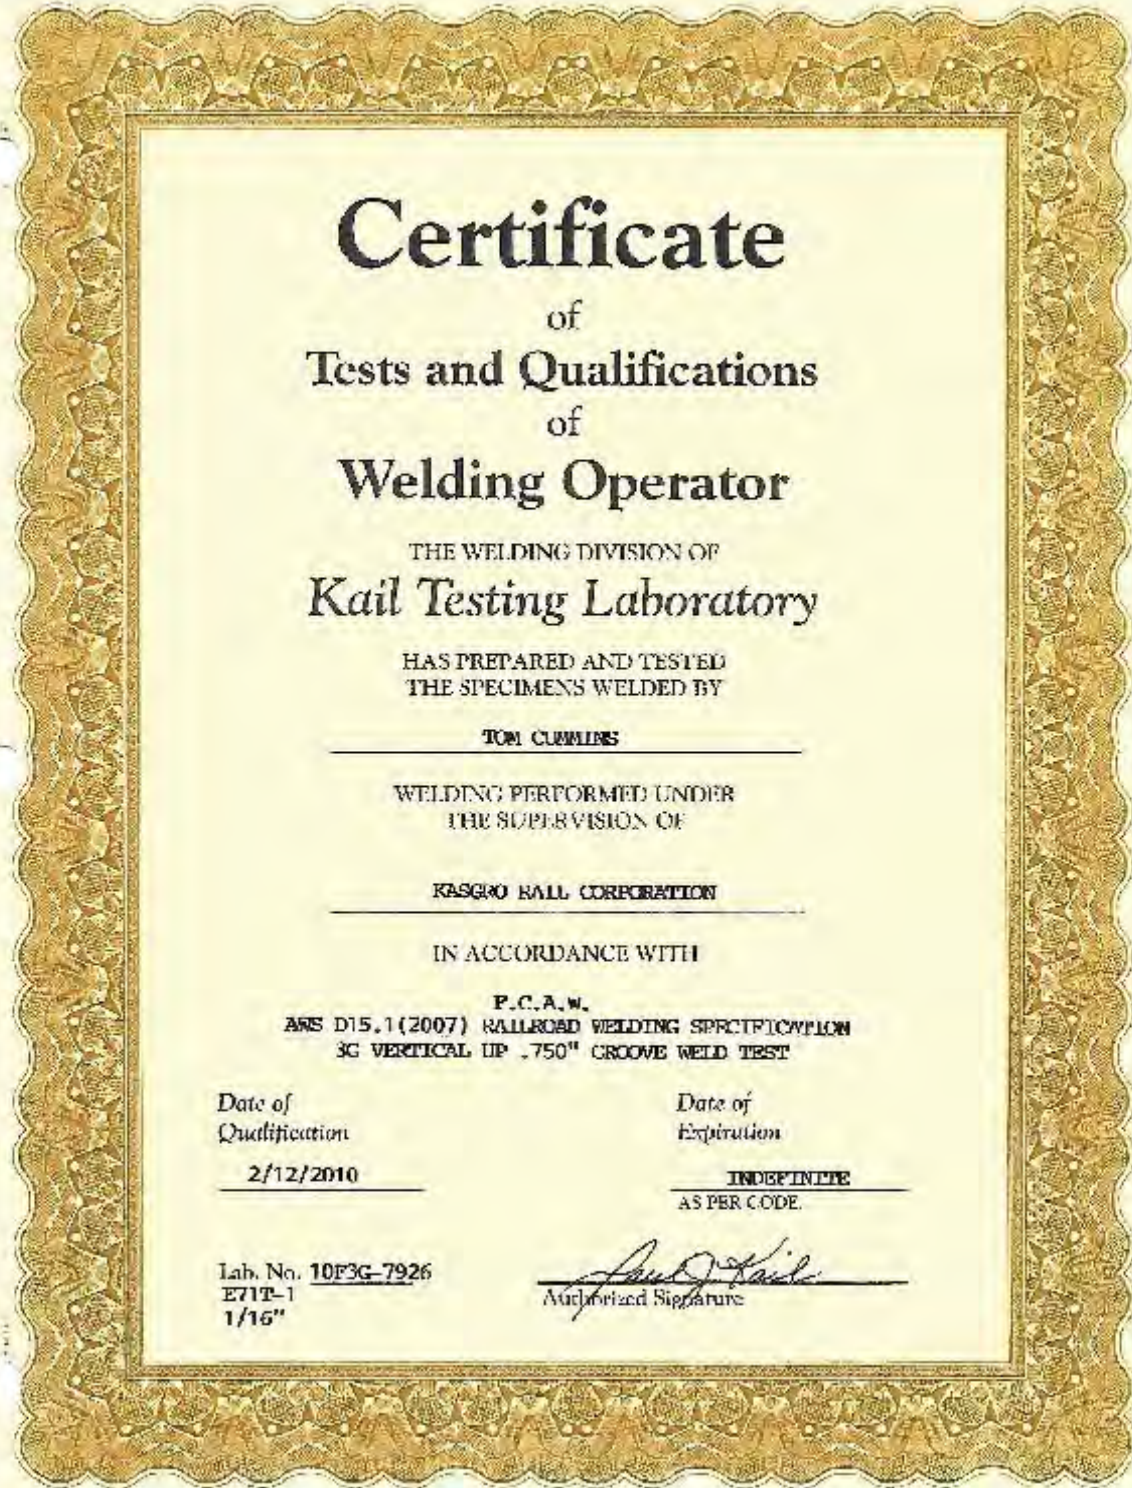 Certificate
of
Tests and Qualifications
of
Welding Operator
THE WELDING DIVISION OF
Kail Testing Laboratory
HAS PREPARED AND TESTED
THE SPECIMENS WELDED BY
TOM CUMMINS
WELDING PERFORMED UNDER
THE SUPERVISION OF
KASGRO RAIL CORPORATION
IN ACCORDANCE WITH
F.C.A.W.
AWS D15.1(2007) RAILROAD WELDING SPECIFICATION
3G VERTICAL UP .750" GROOVE WELD TEST
Date of Qualification
2/12/2010
Date of Expiration
INDEFINITE
AS PER CODE
Lab. No. 10F3G-7926
E71T-1
1/16"
Paul J Kail
Authorized Signature